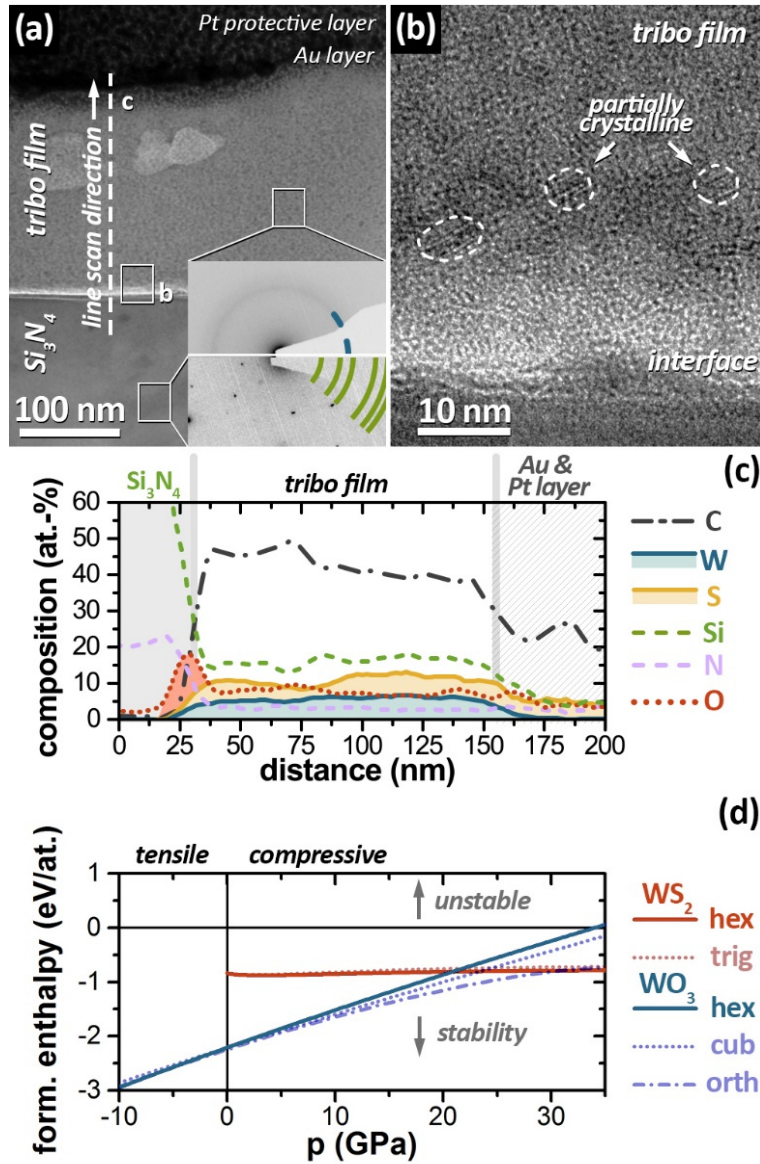 (a)
Pt protective layer
Au layer
c
tribo film
line scan direction
b
Si₃N₄
100 nm
(b)
tribo film
partially
crystalline
interface
10 nm
(c)
Si₃N₄
tribo film
Au &
Pt layer
composition (at.-%)
60
50
40
30
20
10
0
0 25 50 75 100 125 150 175 200
distance (nm)
C
W
S
Si
N
O
(d)
tensile compressive
form. enthalpy (eV/at.)
1
0
-1
-2
-3
unstable
stability
-10 0 10 20 30
p (GPa)
WS₂ hex
trig
WO₃ hex
cub
orth